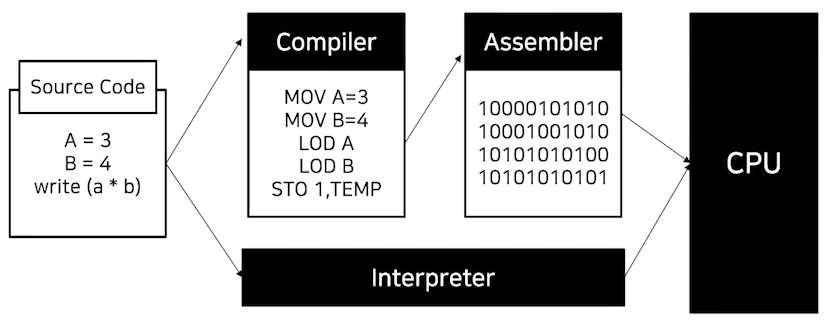 Source Code
A = 3
B = 4
write (a * b)
Compiler
MOV A=3
MOV B=4
LOD A
LOD B
STO 1,TEMP
Assembler
10000101010
10001001010
10101010100
10101010101
Interpreter
CPU